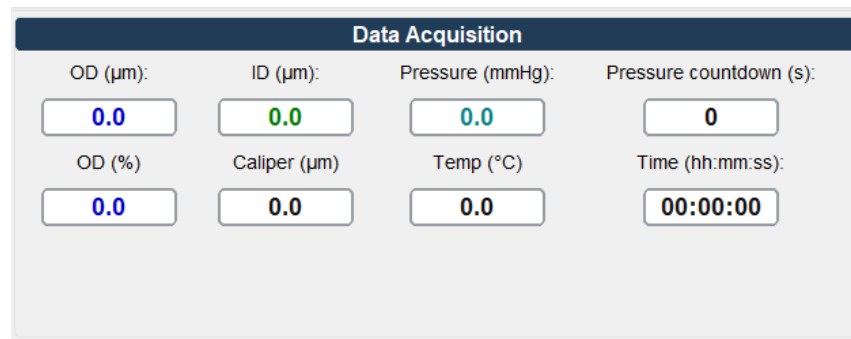 Data Acquisition
OD (µm): ID (µm): Pressure (mmHg): Pressure countdown (s):
0.0 0.0 0.0 0
OD (%) Caliper (µm) Temp (°C) Time (hh:mm:ss):
0.0 0.0 0.0 00:00:00